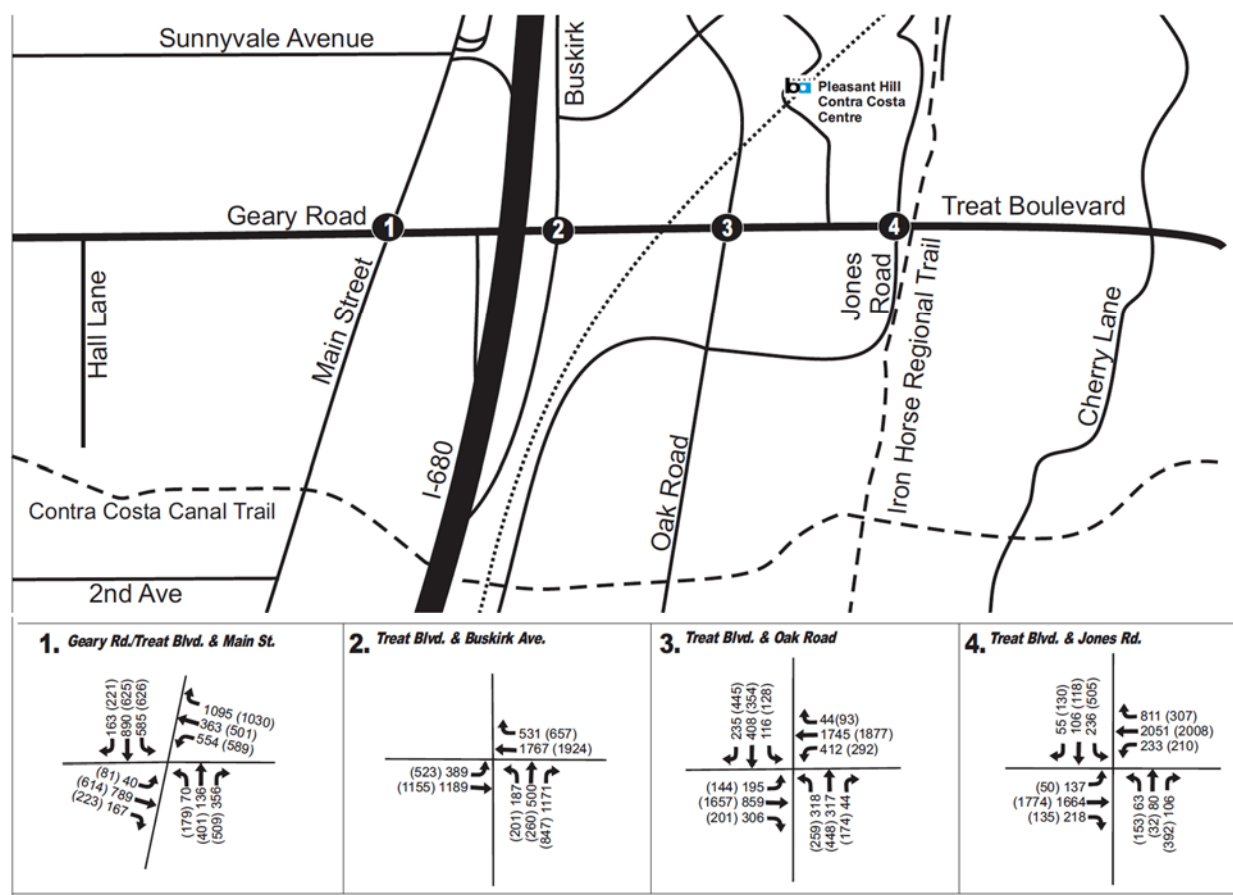 Sunnyvale Avenue
Buskirk
ba
Pleasant Hill
Contra Costa
Centre
Geary Road
1
2
3
4
Treat Boulevard
Hall Lane
Main Street
I-680
Oak Road
Jones
Road
Iron Horse Regional Trail
Cherry Lane
Contra Costa Canal Trail
2nd Ave
1. Geary Rd./Treat Blvd. & Main St.
163 (221)
890 (625)
585 (626)
1095 (1030)
363 (501)
554 (589)
(81) 40
(614) 789
(223) 167
(179) 70
(401) 136
(509) 356
2. Treat Blvd. & Buskirk Ave.
531 (657)
1767 (1924)
(523) 389
(1155) 1189
(201) 187
(260) 500
(847) 1171
3. Treat Blvd. & Oak Road
235 (445)
408 (354)
116 (128)
44(93)
1745 (1877)
412 (292)
(144) 195
(1657) 859
(201) 306
(259) 318
(448) 317
(174) 44
4. Treat Blvd. & Jones Rd.
55 (130)
106 (118)
236 (505)
811 (307)
2051 (2008)
233 (210)
(50) 137
(1774) 1664
(135) 218
(153) 63
(32) 80
(392) 106